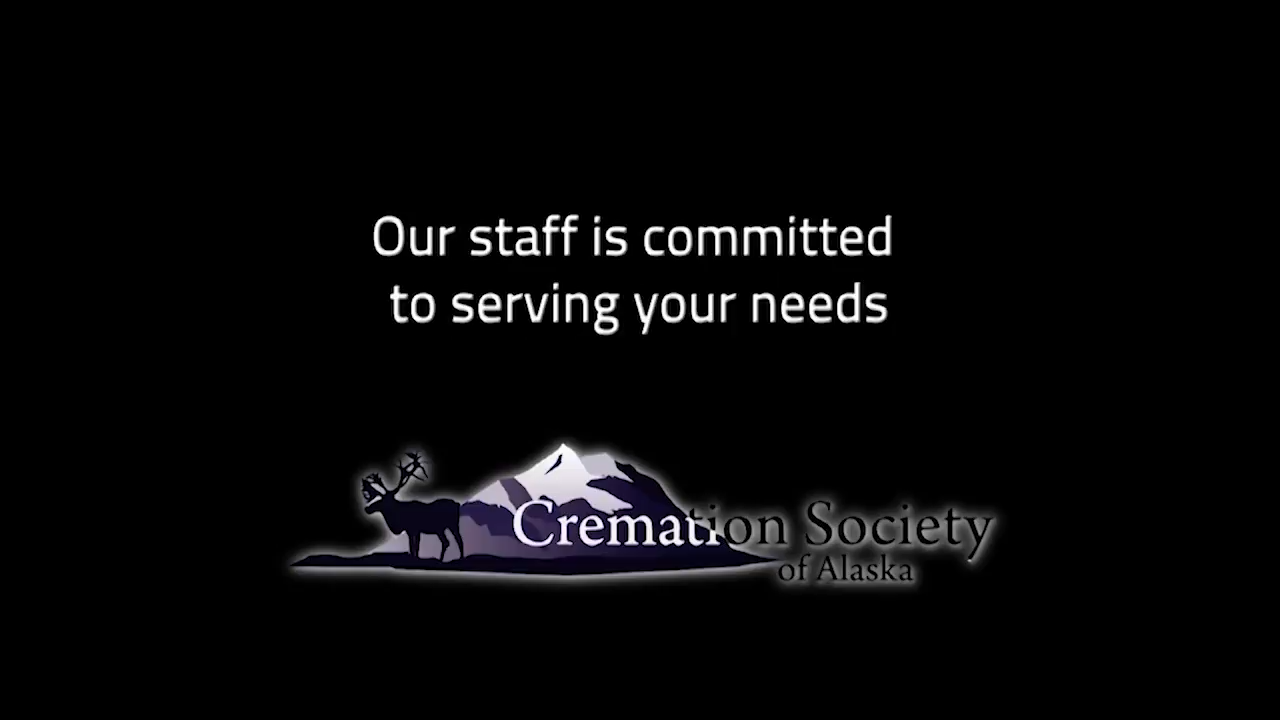 Our staff is committed
to serving your needs
Cremation Society
of Alaska